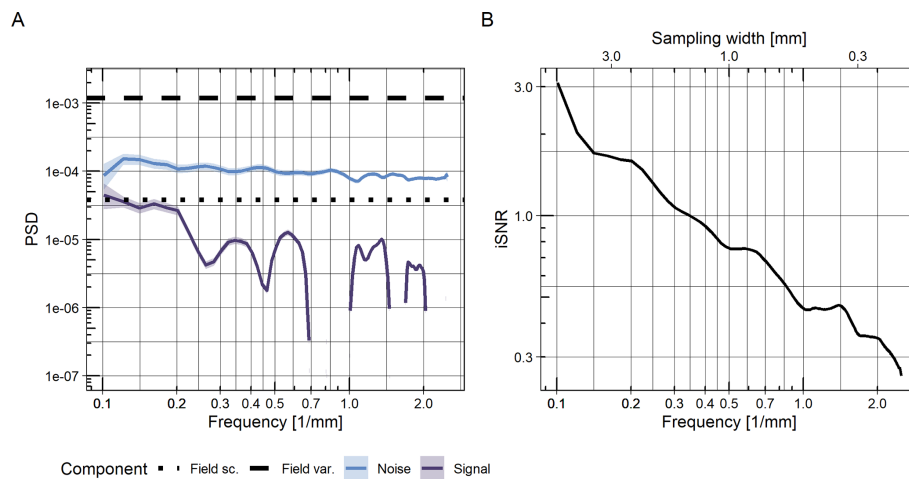 A
B
Sampling width [mm]
3.0 1.0 0.3
1e-03
1e-04
1e-05
1e-06
1e-07
PSD
0.1 0.2 0.3 0.4 0.5 0.7 1.0 2.0
Frequency [1/mm]
3.0
1.0
0.3
iSNR
0.1 0.2 0.3 0.4 0.5 0.7 1.0 2.0
Frequency [1/mm]
Component Field sc. Field var. Noise Signal